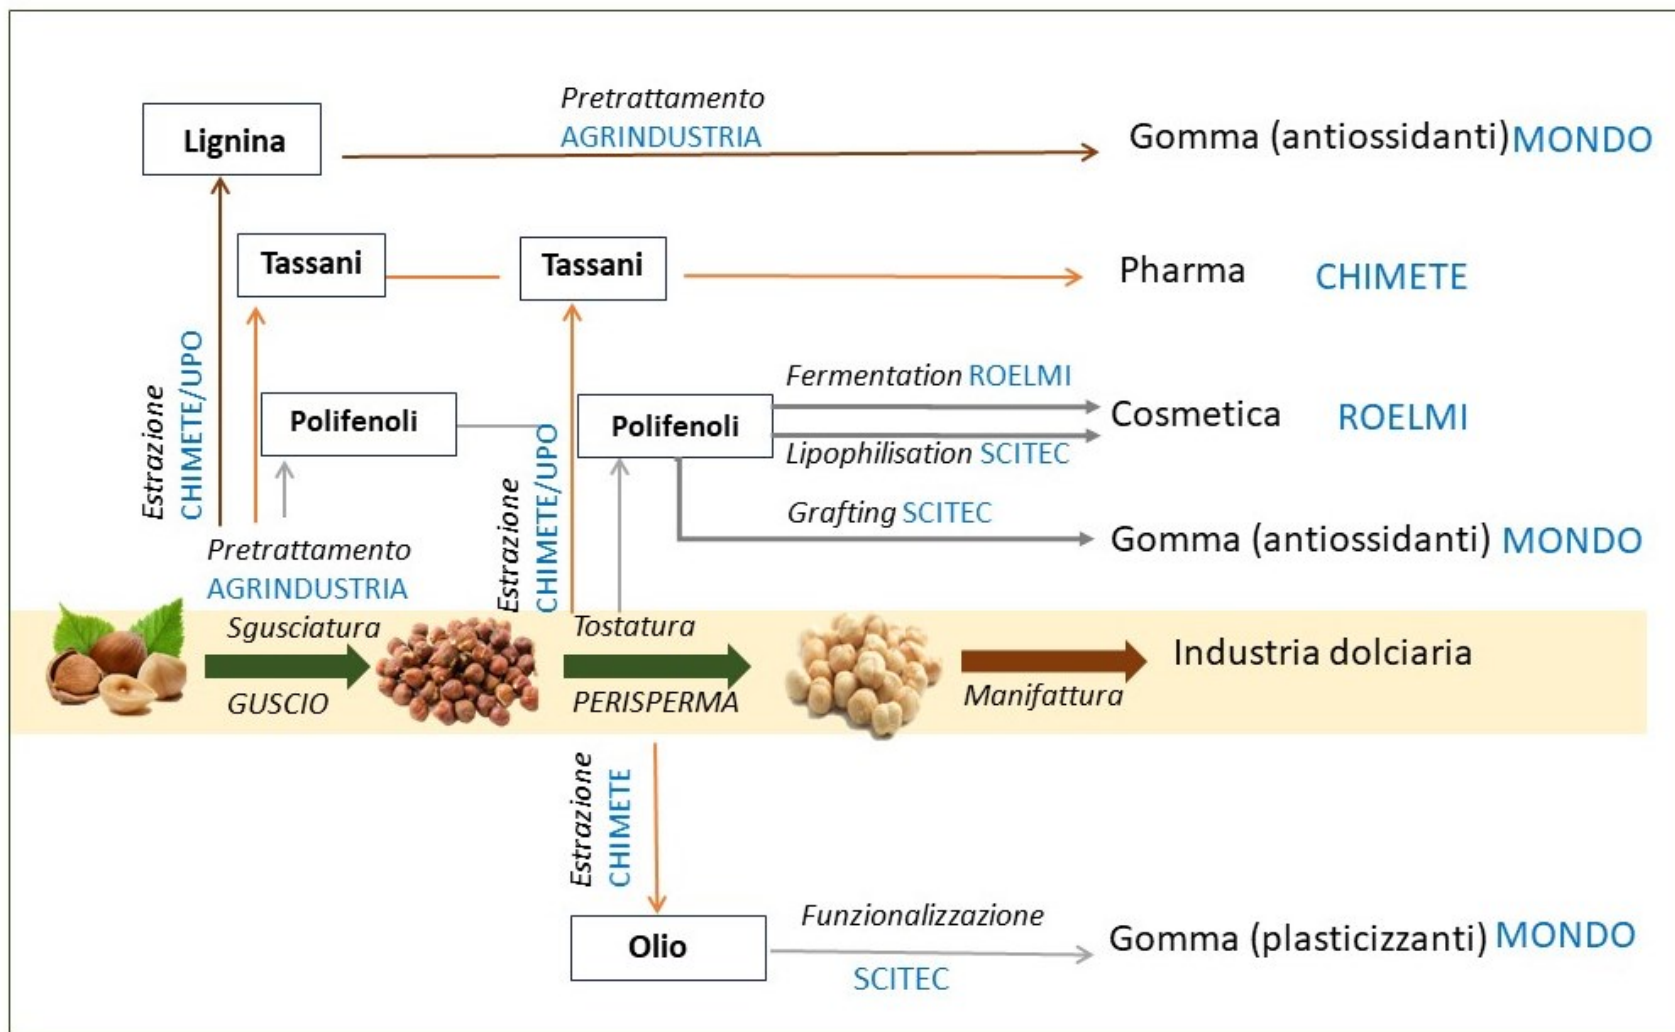 Pretrattamento
AGRINDUSTRIA
Lignina
Gomma (antiossidanti) MONDO
Tassani
Tassani
Pharma CHIMETE
Estrazione
CHIMETE/UPO
Polifenoli
Polifenoli
Fermentation ROELMI
Cosmetica ROELMI
Lipophilisation SCITEC
Estrazione
CHIMETE/UPO
Grafting SCITEC
Gomma (antiossidanti) MONDO
Pretrattamento
AGRINDUSTRIA
Sgusciatura
GUSCIO
Tostatura
PERISPERMA
Manifattura
Industria dolciaria
Estrazione
CHIMETE
Olio
Funzionalizzazione
SCITEC
Gomma (plasticizzanti) MONDO